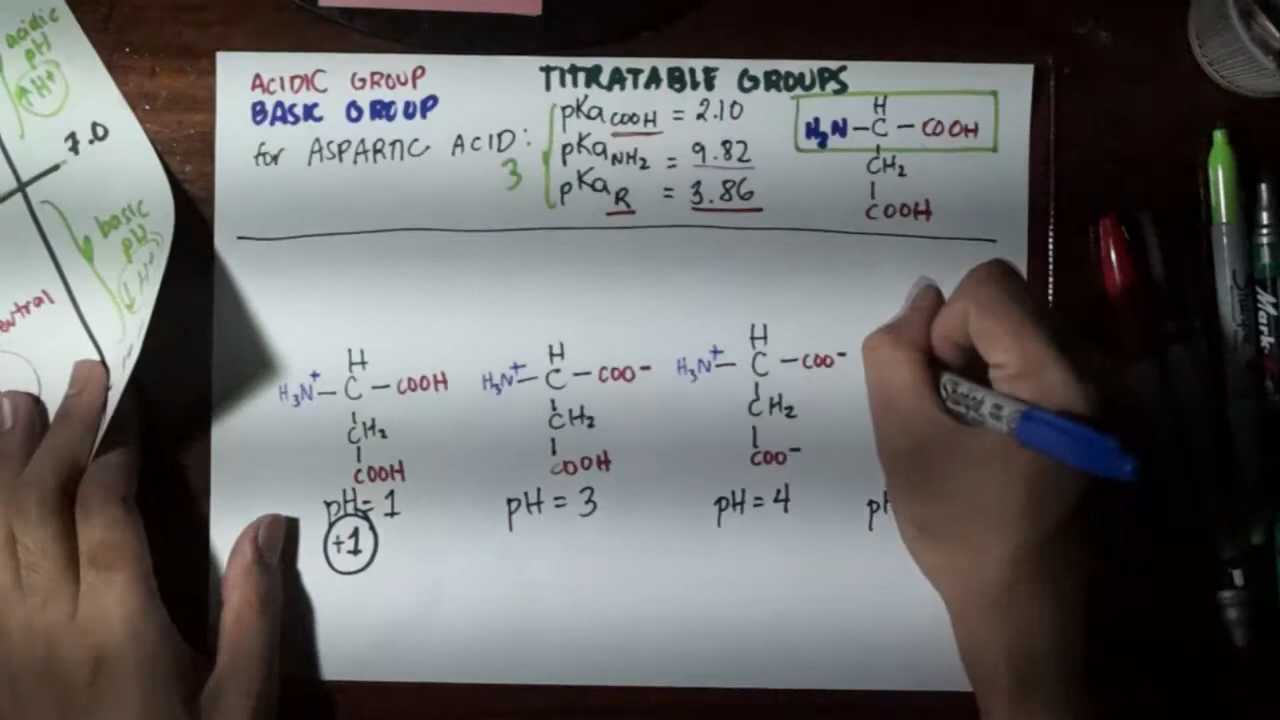 acidic
pH
↑H+
7.0
basic
pH
↓H+
ACIDIC GROUP
BASIC GROUP
for ASPARTIC ACID:
3
TITRATABLE GROUPS
pKa COOH = 2.10
pKa NH2 = 9.82
pKa R = 3.86
H
H2N-C-COOH
CH2
COOH
H
H3N+-C-COOH
CH2
COOH
pH=1
+1
H
H3N+-C-COO-
CH2
COOH
pH=3
H
H3N+-C-COO-
CH2
COO-
pH=4
pH
Sharpie
Mark